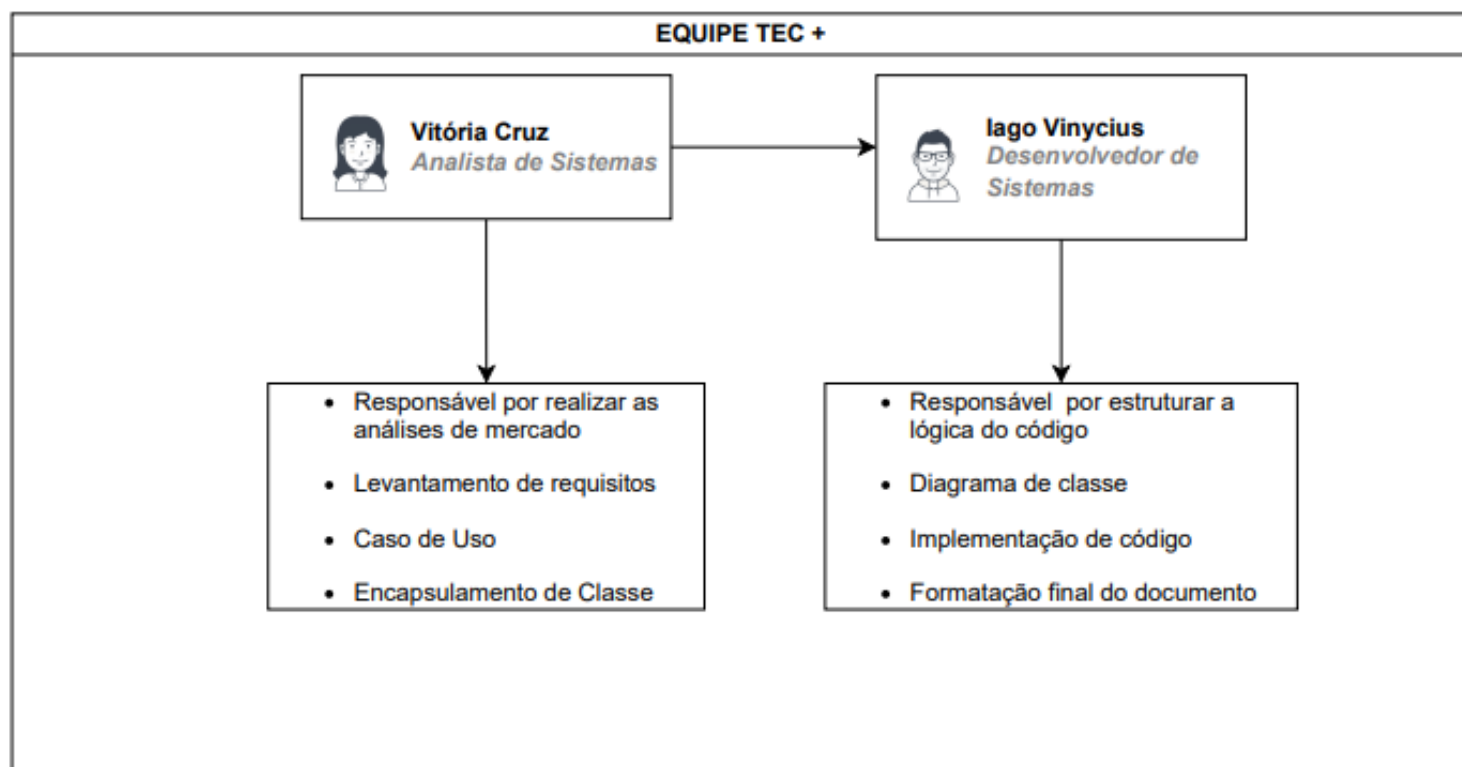 EQUIPE TEC +
Vitória Cruz
Analista de Sistemas
Iago Vinycius
Desenvolvedor de
Sistemas
• Responsável por realizar as
análises de mercado
• Levantamento de requisitos
• Caso de Uso
• Encapsulamento de Classe
• Responsável  por estruturar a
lógica do código
• Diagrama de classe
• Implementação de código
• Formatação final do documento